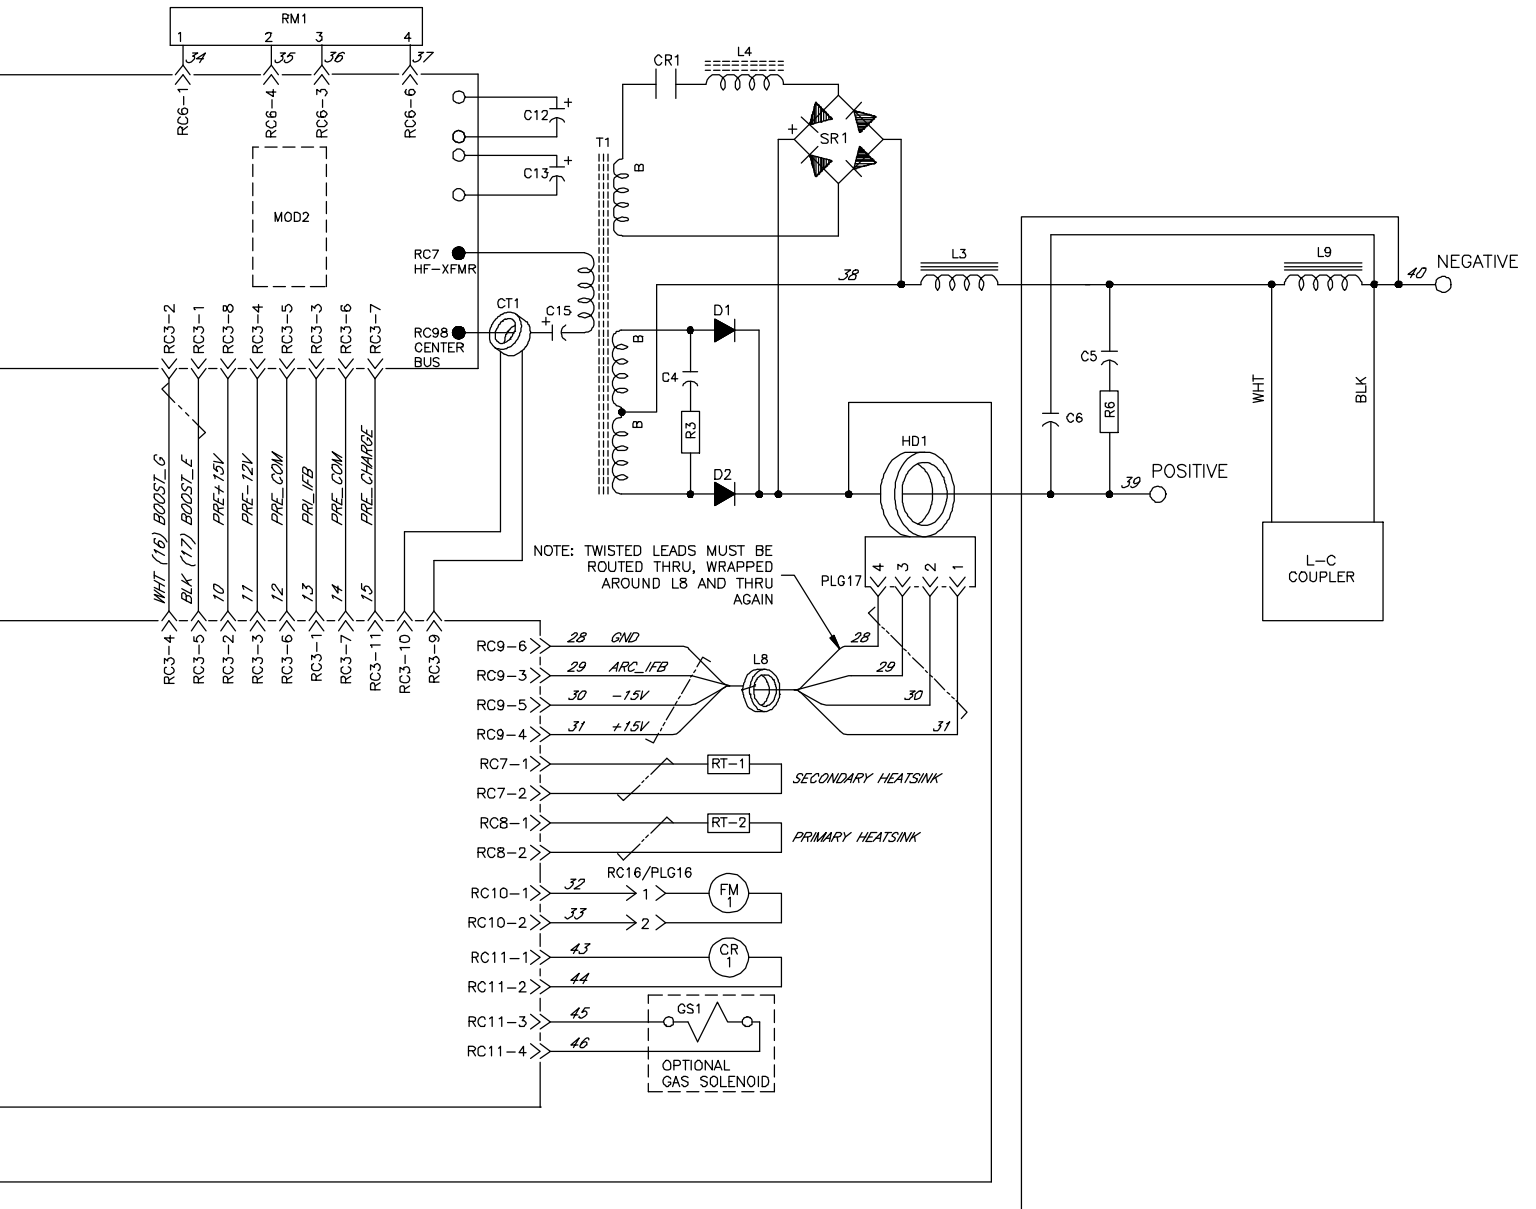 RM1
1 2 3 4
34 35 36 37
RC6-1 RC6-4 RC6-3 RC6-6
MOD2
C12 +
C13 +
RC7
HF-XFMR
RC98
CENTER
BUS
CT1
+ C15
T1
B
B
B
CR1
L4
+ SR1
D1
C4
R3
D2
38
L3
L9
40
NEGATIVE
C5
R6
C6
39
POSITIVE
WHT
BLK
L-C
COUPLER
HD1
RC3-2 RC3-1 RC3-8 RC3-4 RC3-5 RC3-3 RC3-6 RC3-7
WHT (16) BOOST_G
BLK (17) BOOST_E
10 PRE+15V
11 PRE-12V
12 PRE_COM
13 PRI_IFB
14 PRE_COM
15 PRE_CHARGE
RC3-4 RC3-5 RC3-2 RC3-3 RC3-6 RC3-1 RC3-7 RC3-11 RC3-10 RC3-9
NOTE: TWISTED LEADS MUST BE
ROUTED THRU, WRAPPED
AROUND L8 AND THRU
AGAIN
PLG17
4 3 2 1
28
29
30
31
L8
RC9-6 28 GND
RC9-3 29 ARC_IFB
RC9-5 30 -15V
RC9-4 31 +15V
RC7-1 RT-1
SECONDARY HEATSINK
RC7-2
RC8-1 RT-2
PRIMARY HEATSINK
RC8-2
RC16/PLG16
RC10-1 32 1 FM
1
RC10-2 33 2
RC11-1 43 CR
1
RC11-2 44
RC11-3 45 GS1
RC11-4 46
OPTIONAL
GAS SOLENOID